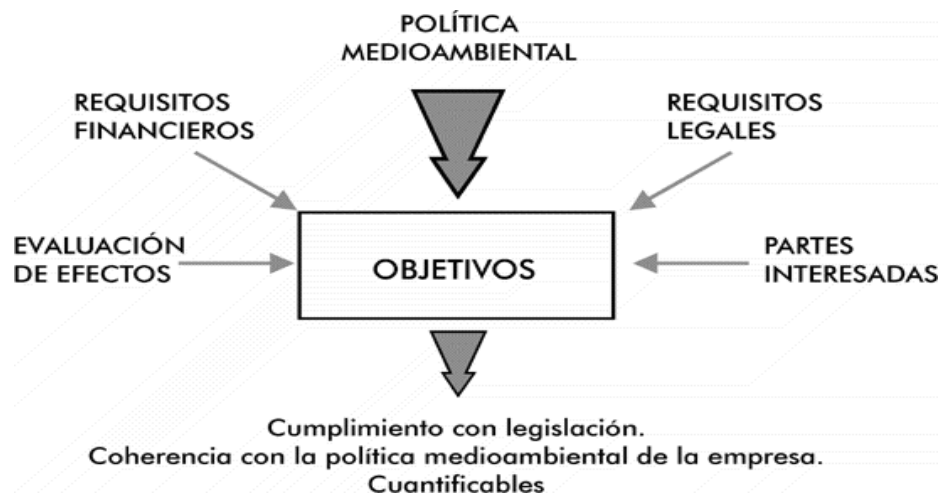 POLÍTICA
MEDIOAMBIENTAL
REQUISITOS
FINANCIEROS
REQUISITOS
LEGALES
EVALUACIÓN
DE EFECTOS
OBJETIVOS
PARTES
INTERESADAS
Cumplimiento con legislación.
Coherencia con la política medioambiental de la empresa.
Cuantificables